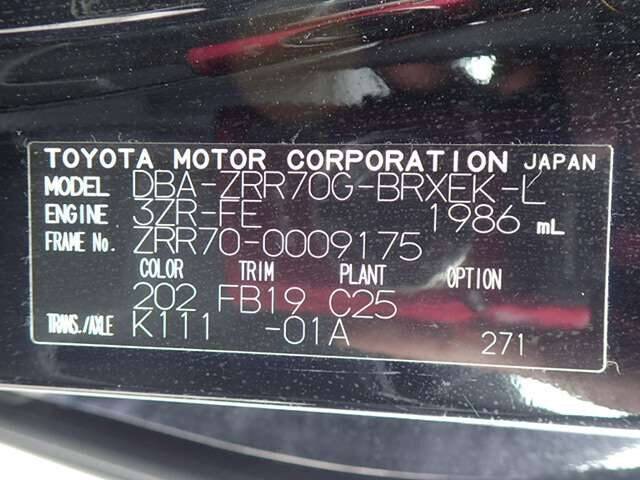 TOYOTA MOTOR CORPORATION JAPAN
MODEL DBA-ZRR70G-BRXEK-L
ENGINE 3ZR-FE 1986 mL
FRAME No. ZRR70-0009175
COLOR TRIM PLANT OPTION
202 FB19 C25
TRANS./AXLE K111 -01A 271